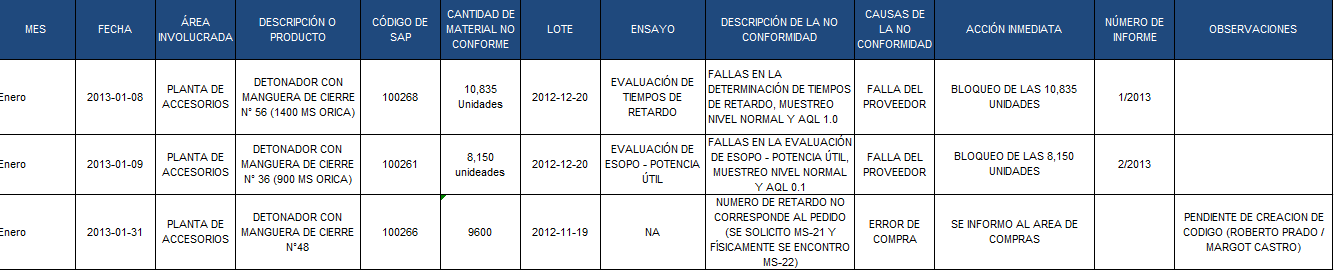 MES
FECHA
ÁREA
INVOLUCRADA
DESCRIPCIÓN O
PRODUCTO
CÓDIGO DE
SAP
CANTIDAD DE
MATERIAL NO
CONFORME
LOTE
ENSAYO
DESCRIPCIÓN DE LA NO
CONFORMIDAD
CAUSAS DE
LA NO
CONFORMIDAD
ACCIÓN INMEDIATA
NÚMERO DE
INFORME
OBSERVACIONES
Enero
2013-01-08
PLANTA DE
ACCESORIOS
DETONADOR CON
MANGUERA DE CIERRE
N° 56 (1400 MS ORICA)
100268
10,835
Unidades
2012-12-20
EVALUACIÓN DE
TIEMPOS DE
RETARDO
FALLAS EN LA
DETERMINACIÓN DE TIEMPOS
DE RETARDO, MUESTREO
NIVEL NORMAL Y AQL 1.0
FALLA DEL
PROVEEDOR
BLOQUEO DE LAS 10,835
UNIDADES
1/2013
Enero
2013-01-09
PLANTA DE
ACCESORIOS
DETONADOR CON
MANGUERA DE CIERRE
N° 36 (900 MS ORICA)
100261
8,150
unideades
2012-12-20
EVALUACIÓN DE
ESOPO - POTENCIA
ÚTIL
FALLAS EN LA EVALUACIÓN
DE ESOPO - POTENCIA ÚTIL,
MUESTREO NIVEL NORMAL
Y AQL 0.1
FALLA DEL
PROVEEDOR
BLOQUEO DE LAS 8,150
UNIDADES
2/2013
Enero
2013-01-31
PLANTA DE
ACCESORIOS
DETONADOR CON
MANGUERA DE CIERRE
N°48
100266
9600
2012-11-19
NA
NUMERO DE RETARDO NO
CORRESPONDE AL PEDIDO
(SE SOLICITO MS-21 Y
FÍSICAMENTE SE ENCONTRO
MS-22)
ERROR DE
COMPRA
SE INFORMO AL AREA DE
COMPRAS
PENDIENTE DE CREACION DE
CODIGO (ROBERTO PRADO /
MARGOT CASTRO)